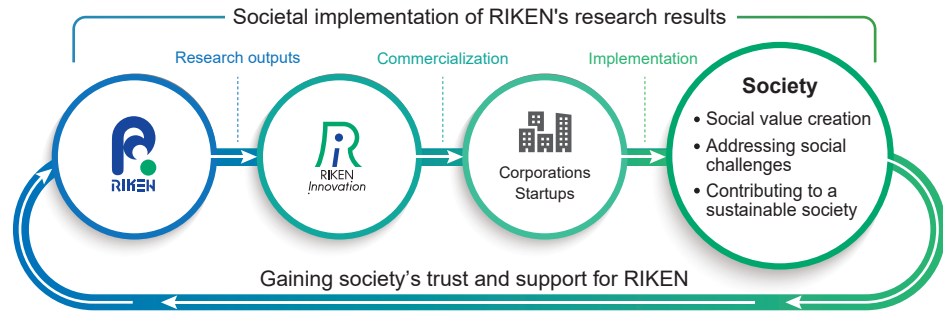 Societal implementation of RIKEN's research results
Research outputs
Commercialization
Implementation
RIKEN
RIKEN
Innovation
Corporations
Startups
Society
• Social value creation
• Addressing social
challenges
• Contributing to a
sustainable society
Gaining society’s trust and support for RIKEN